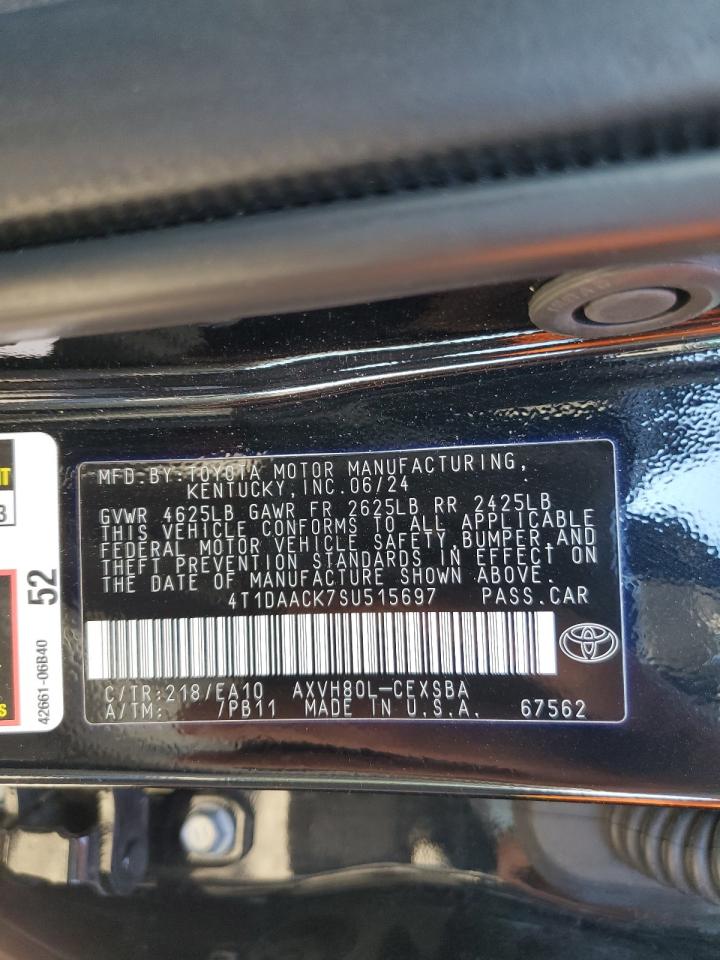 MFD.BY:TOYOTA MOTOR MANUFACTURING,
KENTUCKY, INC. 06/24
GVWR 4625LB GAWR FR 2625LB RR 2425LB
THIS VEHICLE CONFORMS TO ALL APPLICABLE
FEDERAL MOTOR VEHICLE SAFETY, BUMPER, AND
THEFT PREVENTION STANDARDS IN EFFECT ON
THE DATE OF MANUFACTURE SHOWN ABOVE.
4T1DAACK7SU515697 PASS.CAR
C/TR:218/EA10 AXVH80L-CEXSBA
A/TM: 7PB11 MADE IN U.S.A. 67562
52
42661-06B40